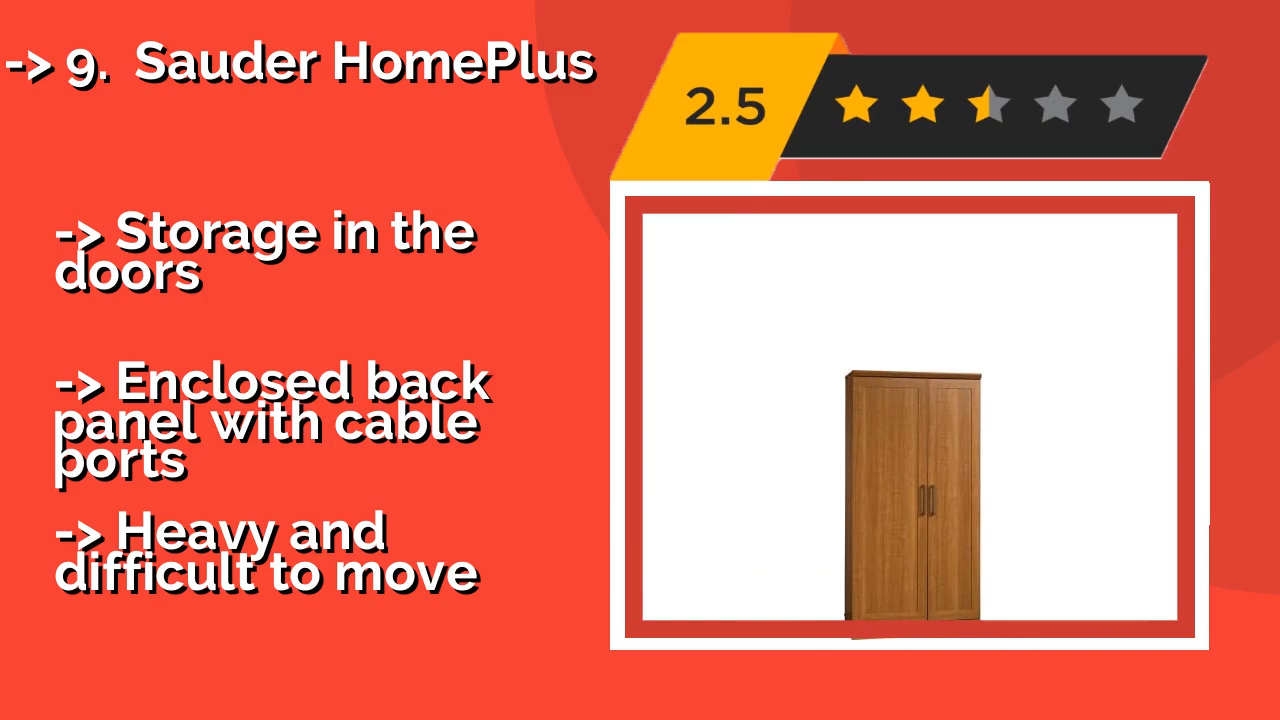 -> 9.  Sauder HomePlus
2.5
-> Storage in the
doors
-> Enclosed back
panel with cable
ports
-> Heavy and
difficult to move